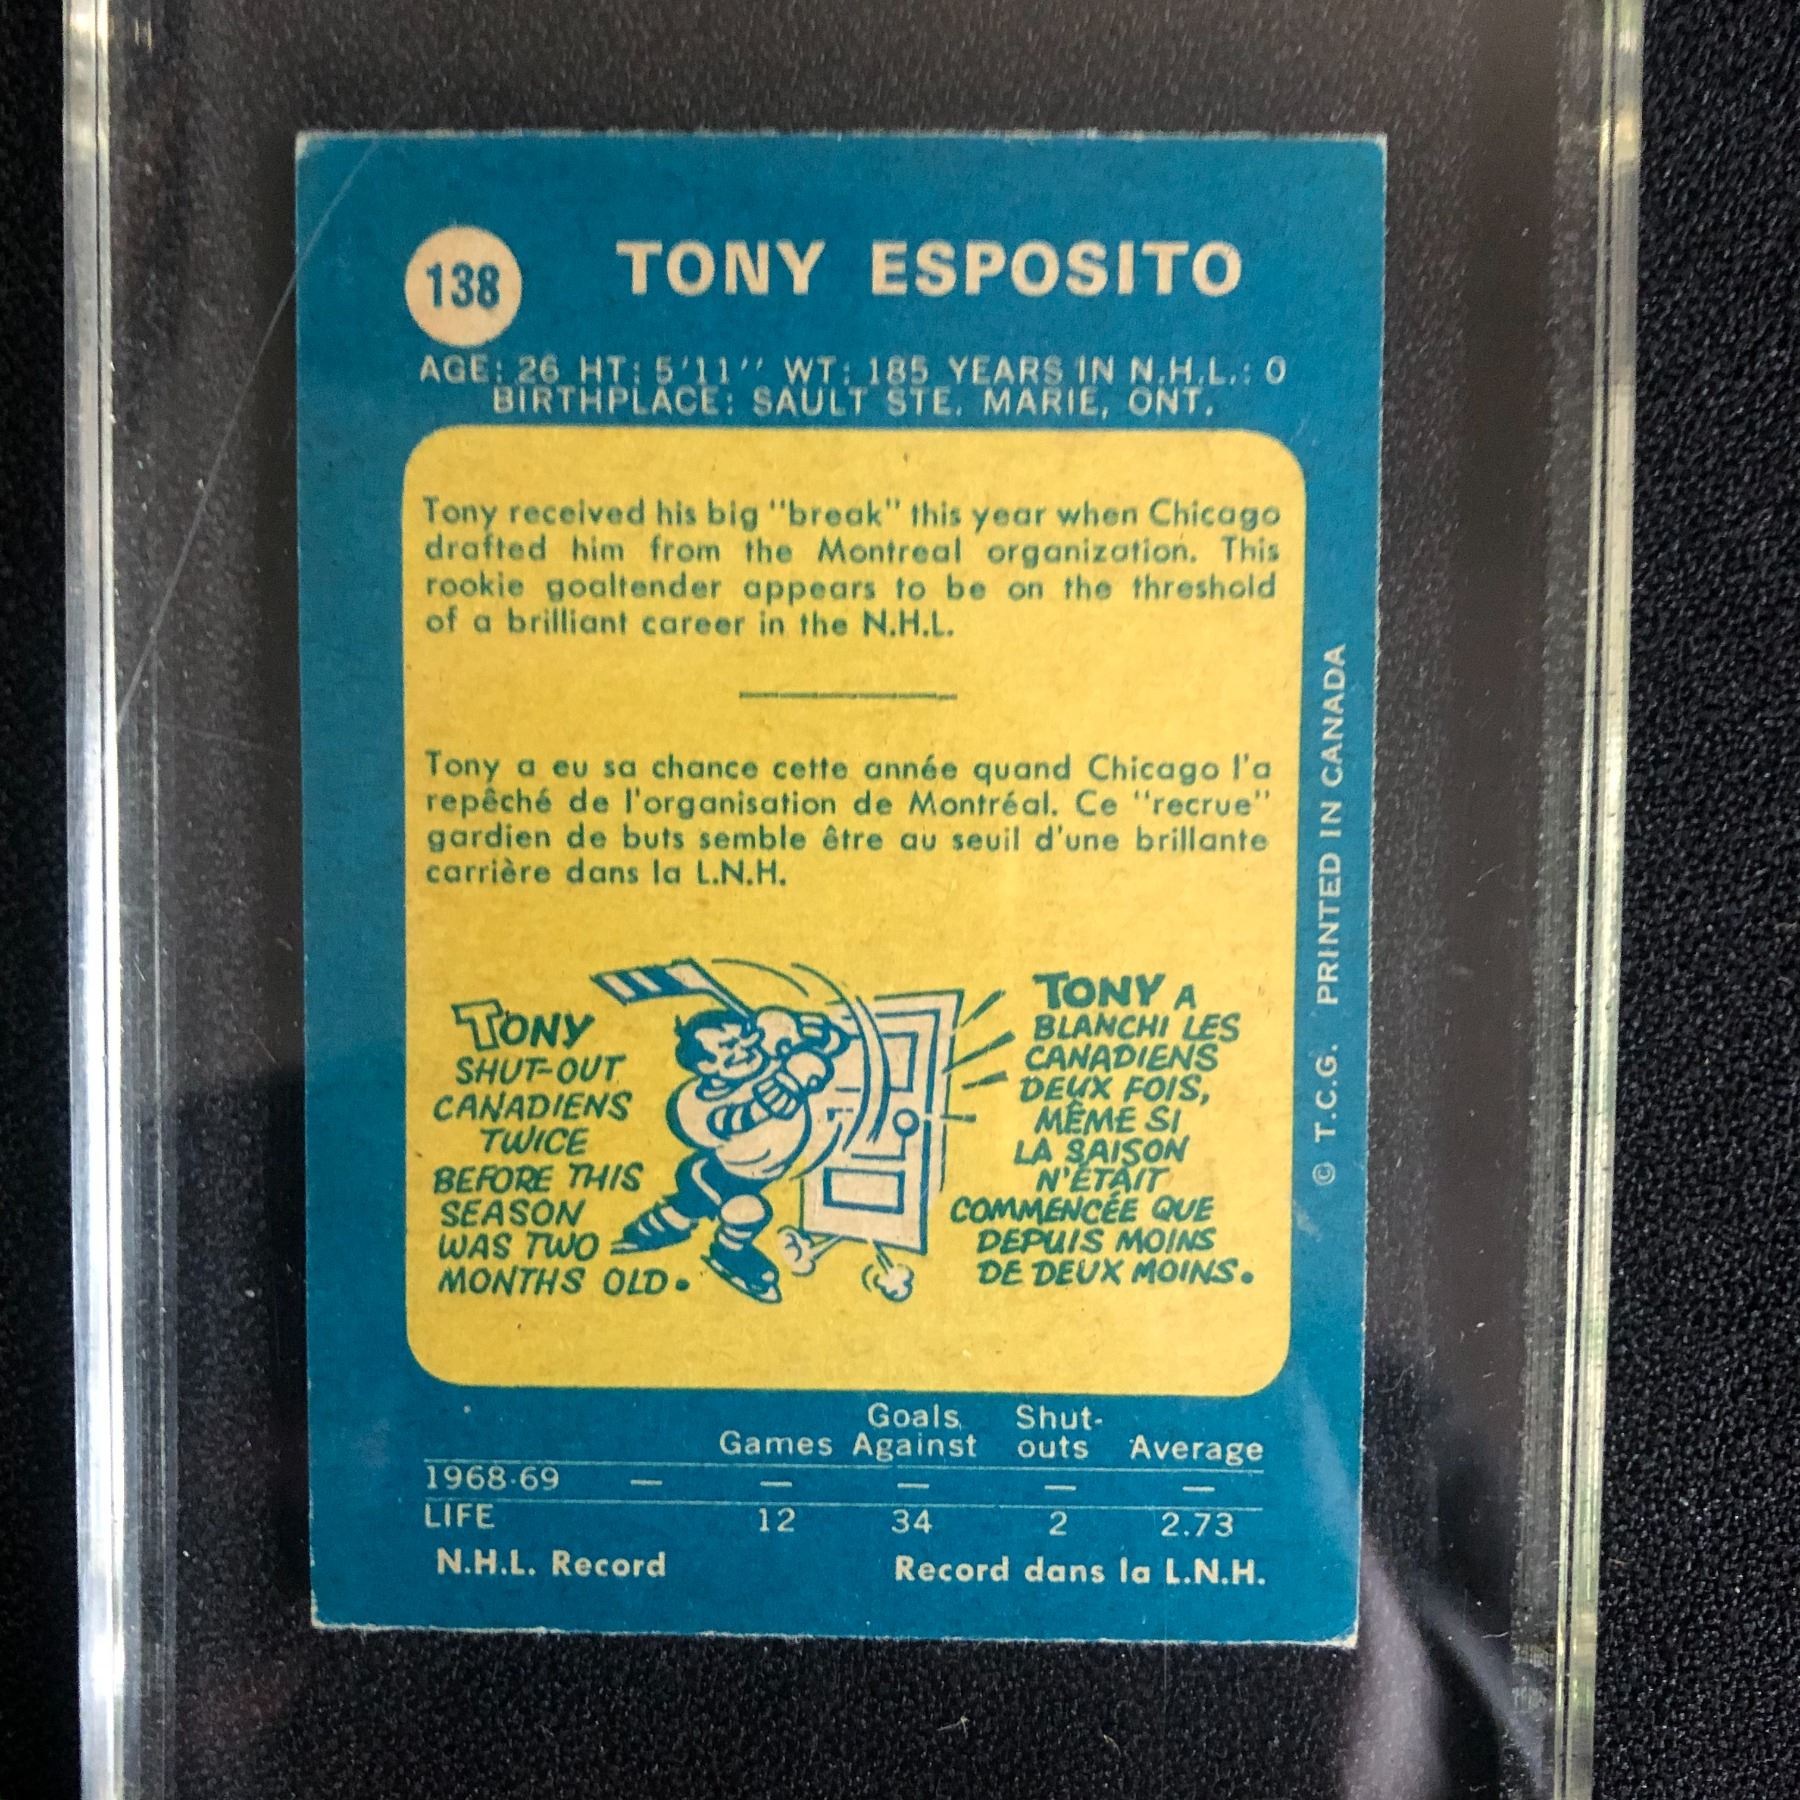 138
TONY ESPOSITO
AGE: 26 HT: 5'11'' WT: 185 YEARS IN N.H.L.: 0
BIRTHPLACE: SAULT STE. MARIE, ONT.
Tony received his big "break" this year when Chicago
drafted him from the Montreal organization. This
rookie goaltender appears to be on the threshold
of a brilliant career in the N.H.L.
Tony a eu sa chance cette année quand Chicago l'a
repêché de l'organisation de Montréal. Ce "recrue"
gardien de buts semble être au seuil d'une brillante
carrière dans la L.N.H.
TONY
SHUT-OUT
CANADIENS
TWICE
BEFORE THIS
SEASON
WAS TWO
MONTHS OLD.
TONY A
BLANCHI LES
CANADIENS
DEUX FOIS,
MÊME SI
LA SAISON
N'ÉTAIT
COMMENCÉE QUE
DEPUIS MOINS
DE DEUX MOINS.
© T.C.G. PRINTED IN CANADA
Goals Shut-
Games Against outs Average
1968-69 — — — — —
LIFE 12 34 2 2.73
N.H.L. Record Record dans la L.N.H.